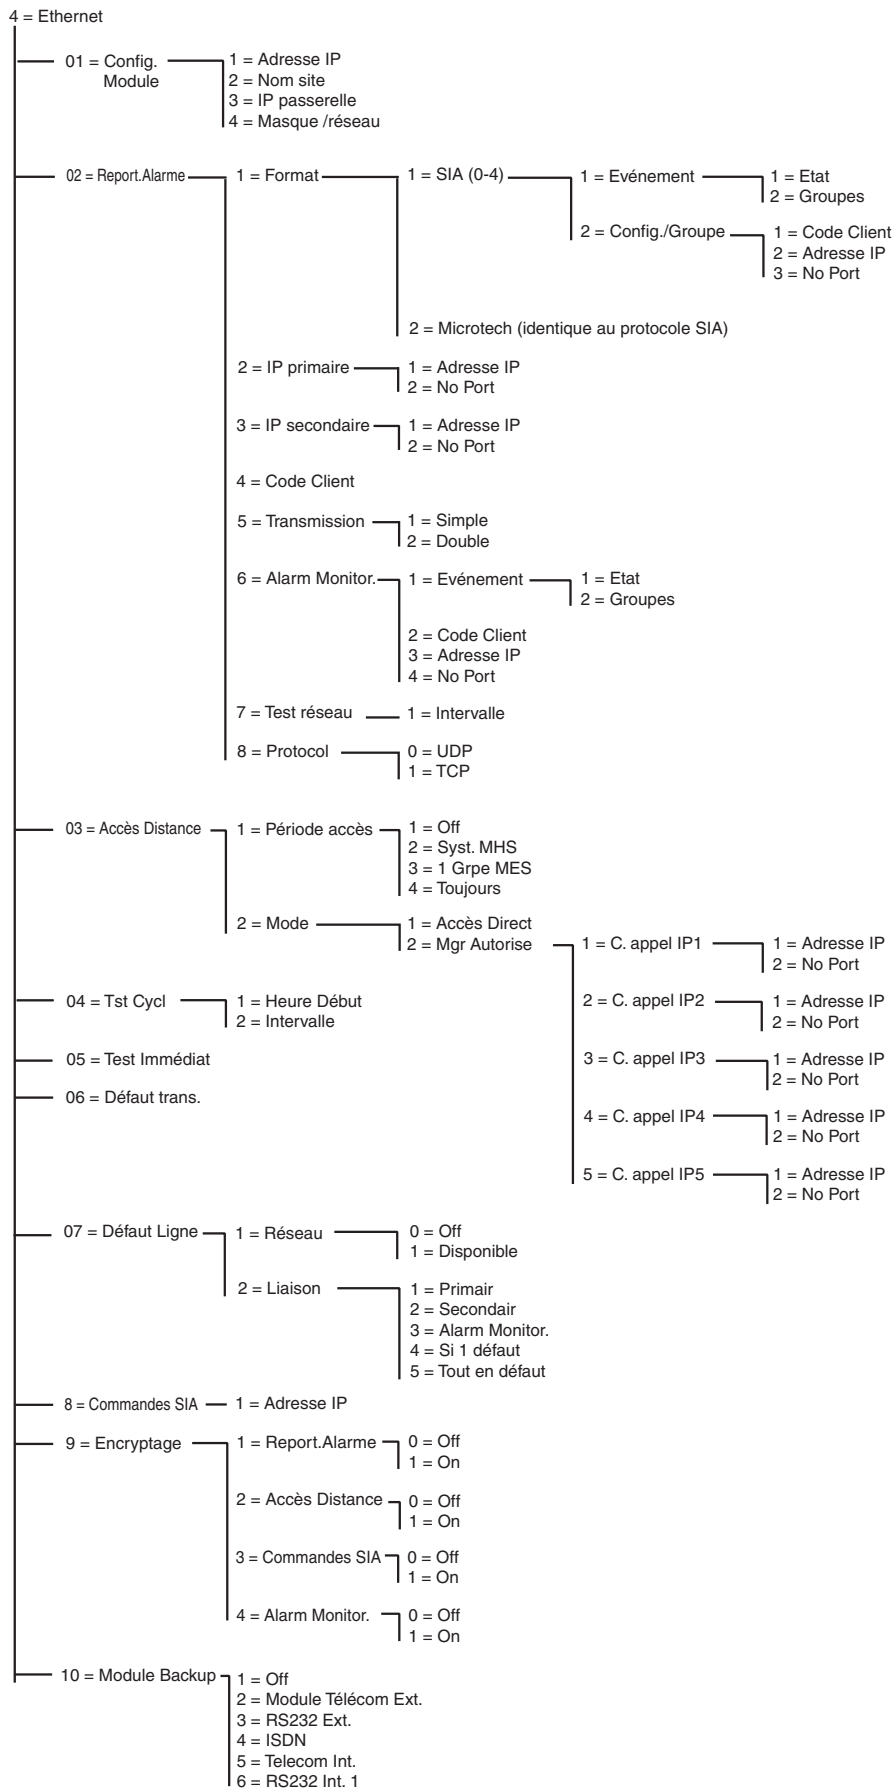 4 = Ethernet
01 = Config. Module
1 = Adresse IP
2 = Nom site
3 = IP passerelle
4 = Masque /réseau
02 = Report.Alarme
1 = Format
1 = SIA (0-4)
1 = Evénement
1 = Etat
2 = Groupes
2 = Config./Groupe
1 = Code Client
2 = Adresse IP
3 = No Port
2 = Microtech (identique au protocole SIA)
2 = IP primaire
1 = Adresse IP
2 = No Port
3 = IP secondaire
1 = Adresse IP
2 = No Port
4 = Code Client
5 = Transmission
1 = Simple
2 = Double
6 = Alarm Monitor.
1 = Evénement
1 = Etat
2 = Groupes
2 = Code Client
3 = Adresse IP
4 = No Port
7 = Test réseau
1 = Intervalle
8 = Protocol
0 = UDP
1 = TCP
03 = Accès Distance
1 = Période accès
1 = Off
2 = Syst. MHS
3 = 1 Grpe MES
4 = Toujours
2 = Mode
1 = Accès Direct
2 = Mgr Autorise
1 = C. appel IP1
1 = Adresse IP
2 = No Port
2 = C. appel IP2
1 = Adresse IP
2 = No Port
3 = C. appel IP3
1 = Adresse IP
2 = No Port
4 = C. appel IP4
1 = Adresse IP
2 = No Port
5 = C. appel IP5
1 = Adresse IP
2 = No Port
04 = Tst Cycl
1 = Heure Début
2 = Intervalle
05 = Test Immédiat
06 = Défaut trans.
07 = Défaut Ligne
1 = Réseau
0 = Off
1 = Disponible
2 = Liaison
1 = Primair
2 = Secondair
3 = Alarm Monitor.
4 = Si 1 défaut
5 = Tout en défaut
8 = Commandes SIA
1 = Adresse IP
9 = Encryptage
1 = Report.Alarme
0 = Off
1 = On
2 = Accès Distance
0 = Off
1 = On
3 = Commandes SIA
0 = Off
1 = On
4 = Alarm Monitor.
0 = Off
1 = On
10 = Module Backup
1 = Off
2 = Module Télécom Ext.
3 = RS232 Ext.
4 = ISDN
5 = Telecom Int.
6 = RS232 Int. 1